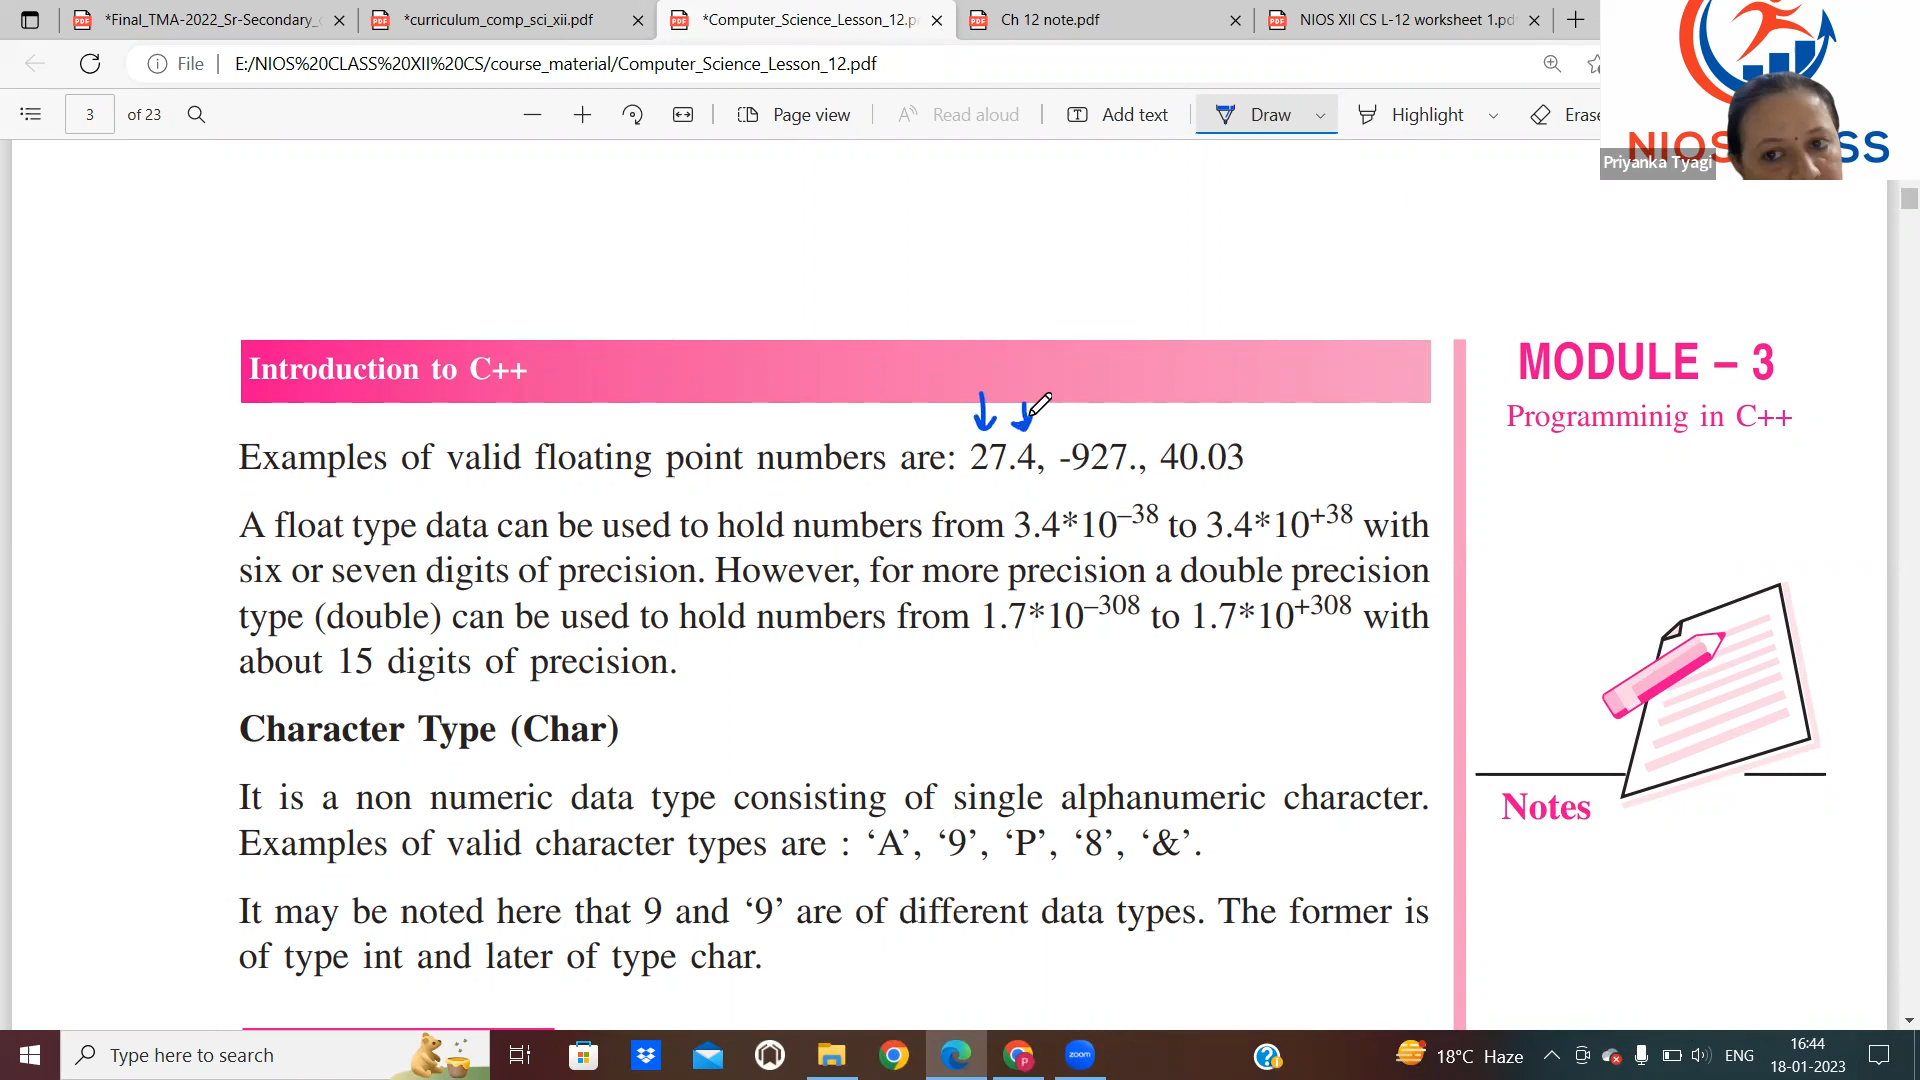 *Final_TMA-2022_Sr-Secondary_
*curriculum_comp_sci_xii.pdf
*Computer_Science_Lesson_12.p
Ch 12 note.pdf
NIOS XII CS L-12 worksheet 1.pd
File
E:/NIOS%20CLASS%20XII%20CS/course_material/Computer_Science_Lesson_12.pdf
3
of 23
Page view
Read aloud
Add text
Draw
Highlight
Eras
NIOS SS
Priyanka Tyagi
Introduction to C++
MODULE – 3
Programminig in C++
Examples of valid floating point numbers are: 27.4, -927., 40.03
A float type data can be used to hold numbers from 3.4*10⁻³⁸ to 3.4*10⁺³⁸ with
six or seven digits of precision. However, for more precision a double precision
type (double) can be used to hold numbers from 1.7*10⁻³⁰⁸ to 1.7*10⁺³⁰⁸ with
about 15 digits of precision.
Character Type (Char)
It is a non numeric data type consisting of single alphanumeric character.
Examples of valid character types are : ‘A’, ‘9’, ‘P’, ‘8’, ‘&’.
Notes
It may be noted here that 9 and ‘9’ are of different data types. The former is
of type int and later of type char.
Type here to search
zoom
18°C Haze
ENG
16:44
18-01-2023